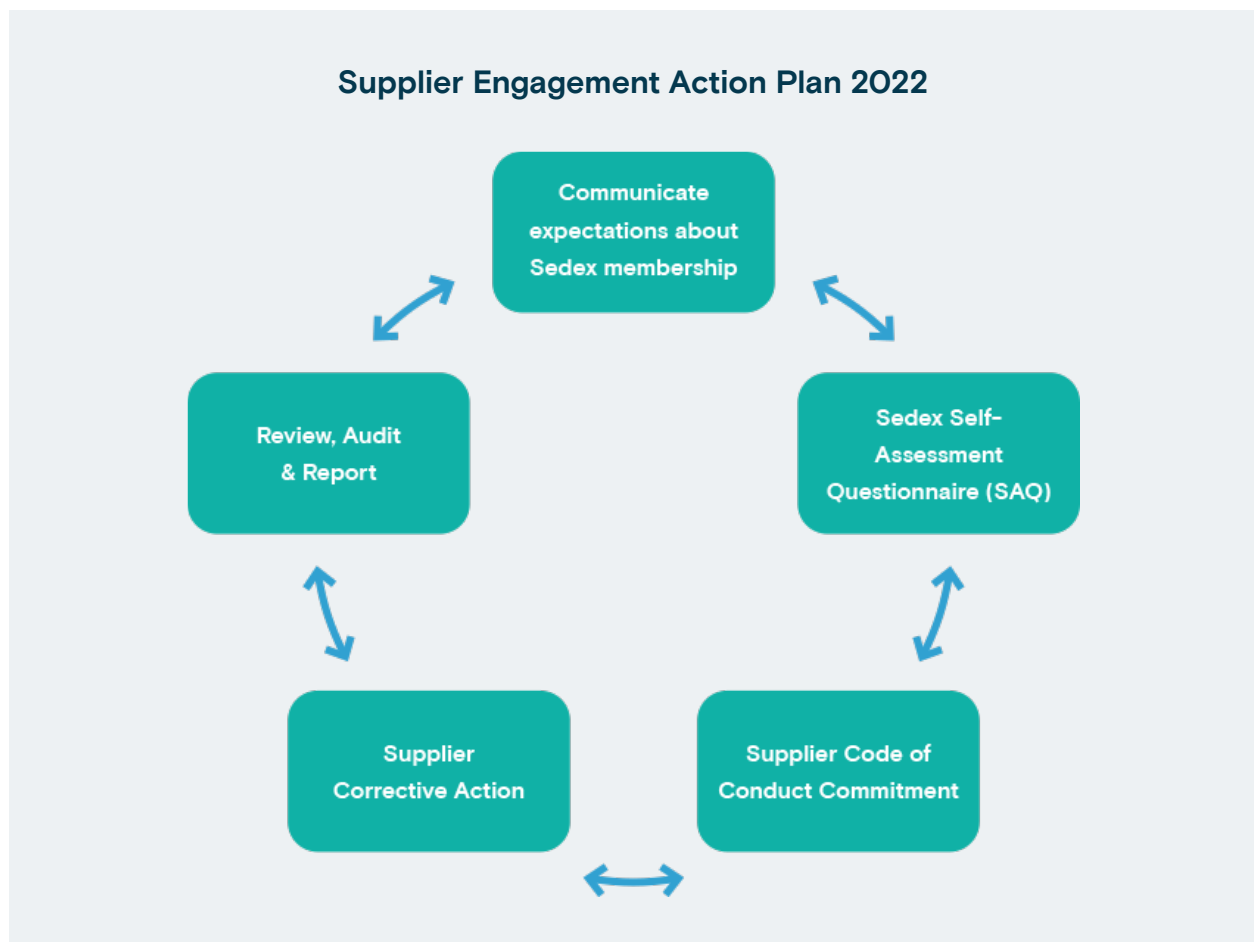 Supplier Engagement Action Plan 2022
Communicate
expectations about
Sedex membership
Review, Audit
& Report
Sedex Self-
Assessment
Questionnaire (SAQ)
Supplier
Corrective Action
Supplier Code of
Conduct Commitment